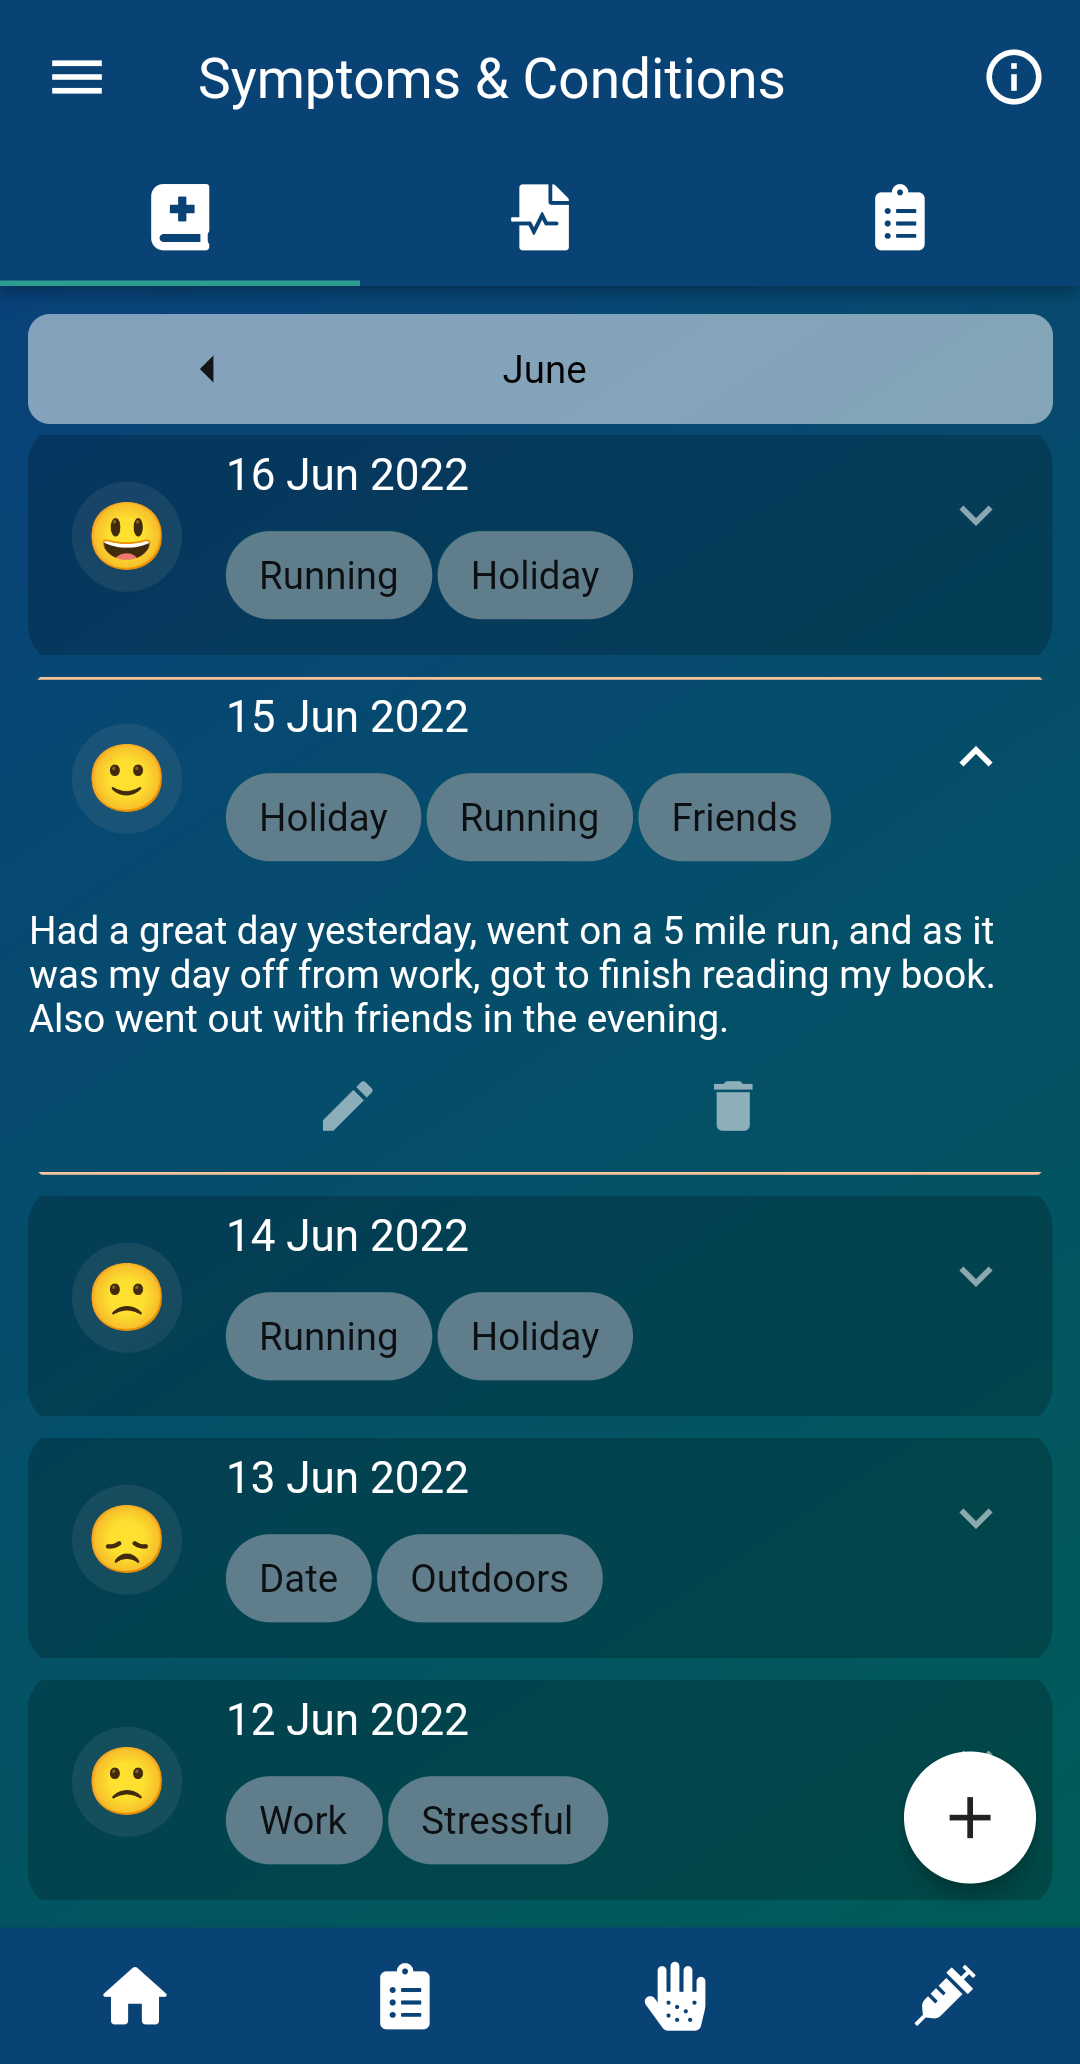 Symptoms & Conditions
June
16 Jun 2022
Running Holiday
15 Jun 2022
Holiday Running Friends
Had a great day yesterday, went on a 5 mile run, and as it
was my day off from work, got to finish reading my book.
Also went out with friends in the evening.
14 Jun 2022
Running Holiday
13 Jun 2022
Date Outdoors
12 Jun 2022
Work Stressful